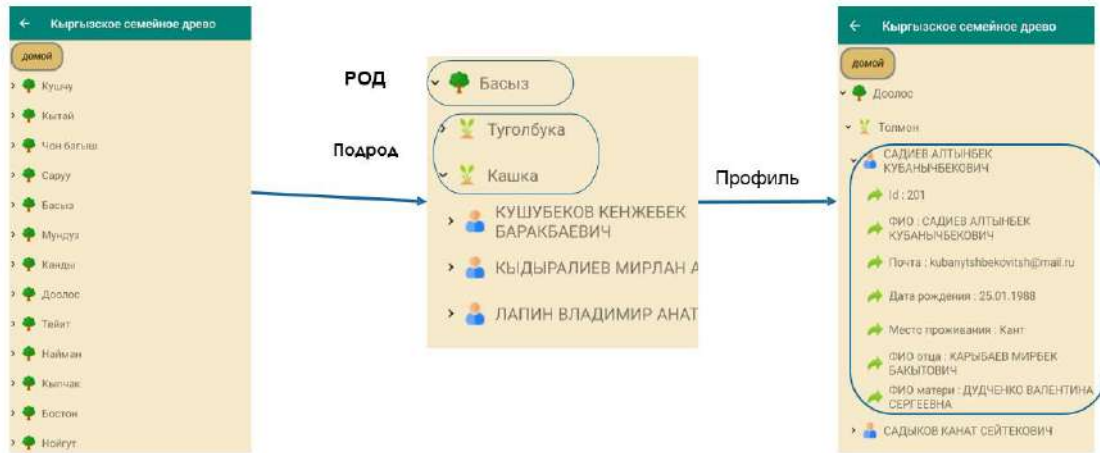 Кыргызское семейное древо
домой
Кушчу
Кытай
Чон багыш
Саруу
Басыз
Мундуз
Канды
Доолос
Тейит
Найман
Кыпчак
Бостон
Нойгут
РОД
Подрод
Басыз
Туголбука
Кашка
КУШУБЕКОВ КЕНЖЕБЕК
БАРАКБАЕВИЧ
КЫДЫРАЛИЕВ МИРЛАН А
ЛАПИН ВЛАДИМИР АНАТ
Профиль
Кыргызское семейное древо
домой
Доолос
Толмон
САДИЕВ АЛТЫНБЕК
КУБАНЫЧБЕКОВИЧ
Id : 201
ФИО : САДИЕВ АЛТЫНБЕК
КУБАНЫЧБЕКОВИЧ
Почта : kubanytshbekovitsh@mail.ru
Дата рождения : 25.01.1988
Место проживания : Кант
ФИО отца : КАРЫБАЕВ МИРБЕК
БАКЫТОВИЧ
ФИО матери : ДУДЧЕНКО ВАЛЕНТИНА
СЕРГЕЕВНА
САДЫКОВ КАНАТ СЕЙТЕКОВИЧ